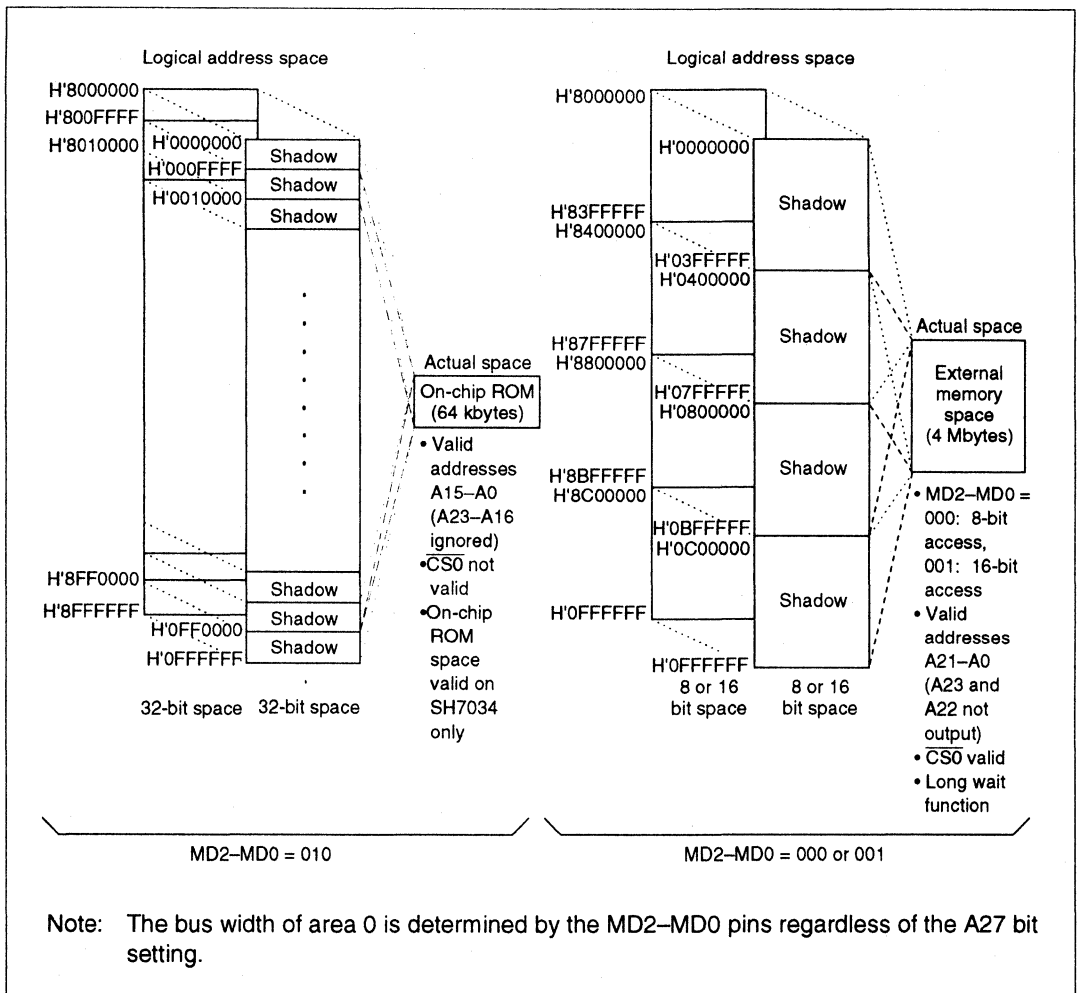 Logical address space
H'8000000
H'800FFFF
H'8010000
H'0000000
H'000FFFF
H'0010000
Shadow
Shadow
Shadow
Actual space
On-chip ROM
(64 kbytes)
• Valid
addresses
A15–A0
(A23–A16
ignored)
•CS0 not
valid
•On-chip
ROM
space
valid on
SH7034
only
H'8FF0000
H'8FFFFFF
H'0FF0000
H'0FFFFFF
Shadow
Shadow
Shadow
32-bit space
32-bit space
MD2–MD0 = 010
Logical address space
H'8000000
H'0000000
Shadow
H'83FFFFF
H'8400000
H'03FFFFF
H'0400000
Shadow
H'87FFFFF
H'8800000
H'07FFFFF
H'0800000
Shadow
H'8BFFFFF
H'8C00000
H'0BFFFFF
H'0C00000
Shadow
H'0FFFFFF
H'0FFFFFF
8 or 16
bit space
8 or 16
bit space
Actual space
External
memory
space
(4 Mbytes)
• MD2–MD0 =
000: 8-bit
access,
001: 16-bit
access
• Valid
addresses
A21–A0
(A23 and
A22 not
output)
• CS0 valid
• Long wait
function
MD2–MD0 = 000 or 001
Note: The bus width of area 0 is determined by the MD2–MD0 pins regardless of the A27 bit
setting.